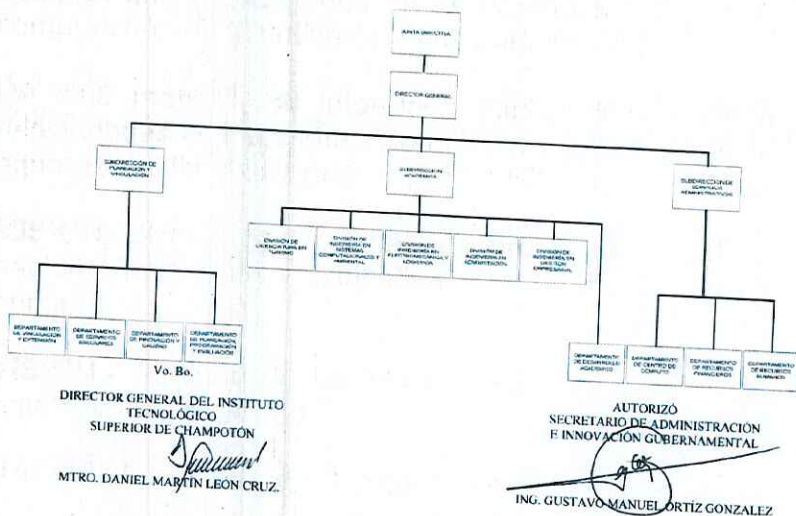 JUNTA DIRECTIVA
DIRECTOR GENERAL
SUBDIRECCIÓN DE
PLANEACIÓN Y
VINCULACIÓN
SUBDIRECCIÓN
ACADÉMICA
SUBDIRECCIÓN DE
SERVICIOS
ADMINISTRATIVOS
DIVISIÓN DE
LICENCIATURA EN
TURISMO
DIVISIÓN DE
INGENIERÍA EN
SISTEMAS
COMPUTACIONALES Y
AMBIENTAL
DIVISIÓN DE
INGENIERÍA EN
ELECTROMECÁNICA Y
LOGÍSTICA
DIVISIÓN DE
INGENIERÍA EN
ADMINISTRACIÓN
DIVISIÓN DE
INGENIERÍA EN
GESTIÓN
EMPRESARIAL
DEPARTAMENTO
DE VINCULACIÓN
Y EXTENSIÓN
DEPARTAMENTO
DE SERVICIOS
ESCOLARES
DEPARTAMENTO
DE INNOVACIÓN Y
CALIDAD
DEPARTAMENTO
DE PLANEACIÓN,
PROGRAMACIÓN
Y EVALUACIÓN
DEPARTAMENTO
DE DESARROLLO
ACADÉMICO
DEPARTAMENTO
DE CENTRO DE
CÓMPUTO
DEPARTAMENTO
DE RECURSOS
FINANCIEROS
DEPARTAMENTO
DE RECURSOS
HUMANOS
Vo. Bo.
DIRECTOR GENERAL DEL INSTITUTO
TECNOLÓGICO
SUPERIOR DE CHAMPOTÓN
MTRO. DANIEL MARTÍN LEÓN CRUZ.
AUTORIZÓ
SECRETARIO DE ADMINISTRACIÓN
E INNOVACIÓN GUBERNAMENTAL
ING. GUSTAVO MANUEL ORTÍZ GONZALEZ